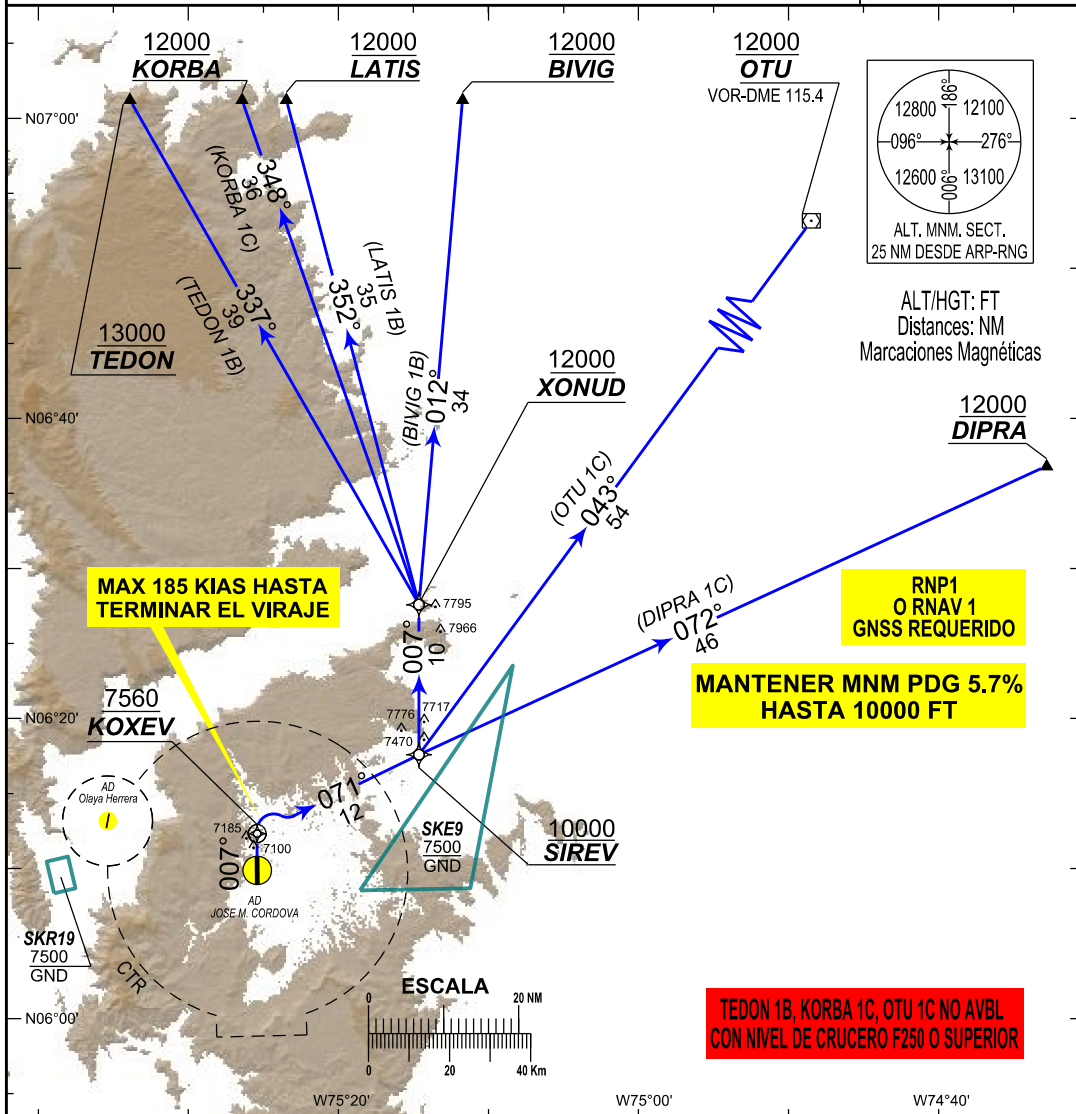 12000
KORBA
12000
LATIS
12000
BIVIG
12000
OTU
VOR-DME 115.4
12800
186°
12100
096°
276°
12600
006°
13100
ALT. MNM. SECT.
25 NM DESDE ARP-RNG
ALT/HGT: FT
Distances: NM
Marcaciones Magnéticas
N07°00'
348°
36
(KORBA 1C)
337°
39
(TEDON 1B)
(LATIS 1B)
35
352°
13000
TEDON
(BIVIG 1B)
012°
34
12000
XONUD
12000
DIPRA
N06°40'
(OTU 1C)
043°
54
(DIPRA 1C)
072°
46
MAX 185 KIAS HASTA
TERMINAR EL VIRAJE
7795
7966
007°
10
RNP1
O RNAV 1
GNSS REQUERIDO
MANTENER MNM PDG 5.7%
HASTA 10000 FT
7560
KOXEV
N06°20'
7776
7717
7470
AD
Olaya Herrera
071°
12
7185
7100
007°
SKE9
7500
GND
10000
SIREV
AD
JOSE M. CORDOVA
SKR19
7500
GND
CTR
ESCALA
0
20 NM
0
20
40 Km
N06°00'
TEDON 1B, KORBA 1C, OTU 1C NO AVBL
CON NIVEL DE CRUCERO F250 O SUPERIOR
W75°20'
W75°00'
W74°40'